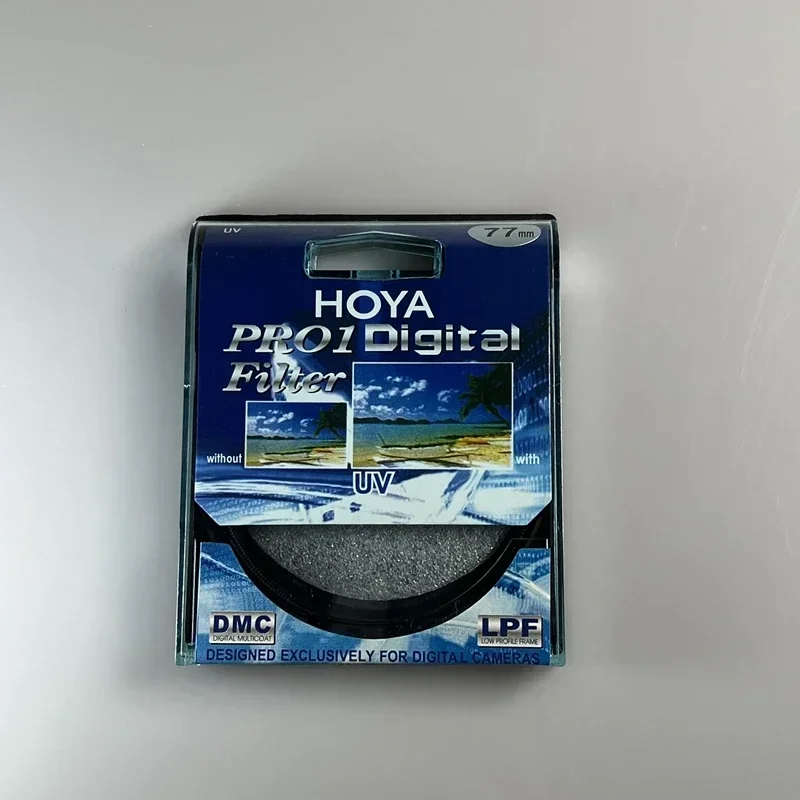 UV
77mm
HOYA
PRO1 Digital
Filter
without
with
UV
DMC
DIGITAL MULTICOAT
LPF
LOW PROFILE FRAME
DESIGNED EXCLUSIVELY FOR DIGITAL CAMERAS